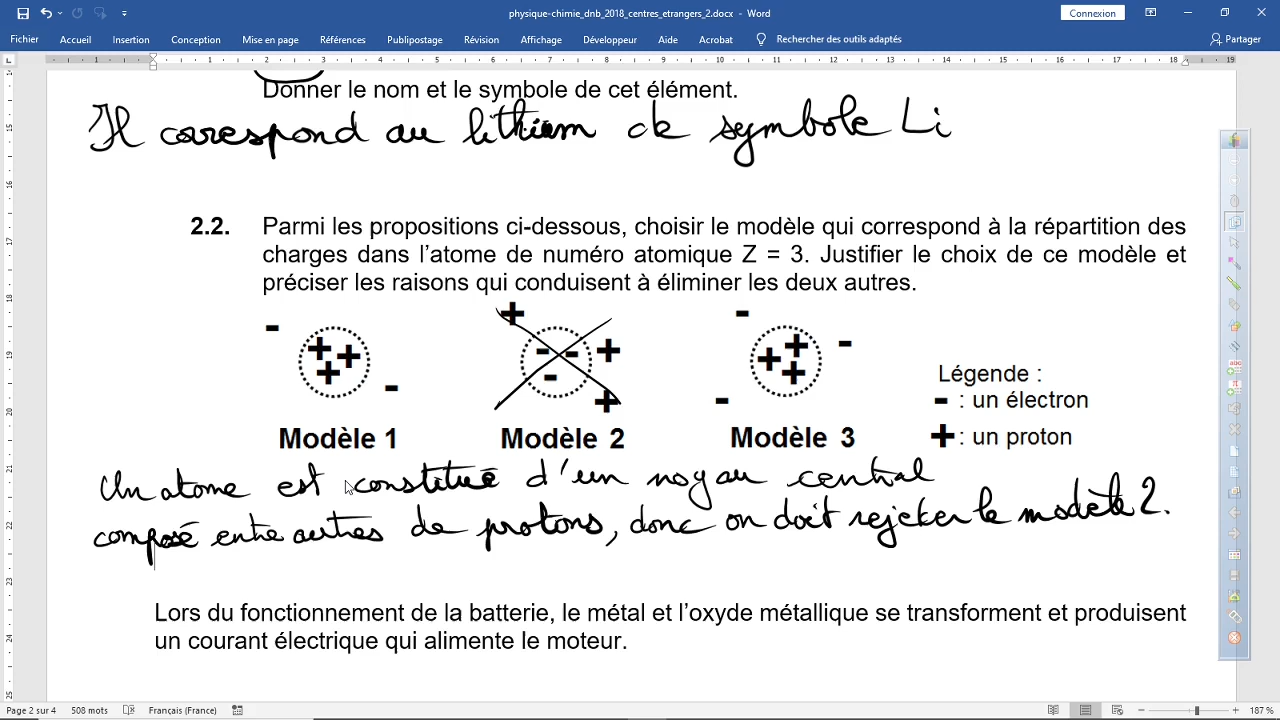 physique-chimie_dnb_2018_centres_etrangers_2.docx - Word
Connexion
Fichier Accueil Insertion Conception Mise en page Références Publipostage Révision Affichage Développeur Aide Acrobat Rechercher des outils adaptés Partager
Donner le nom et le symbole de cet élément.
Il correspond au lithium de symbole Li
2.2. Parmi les propositions ci-dessous, choisir le modèle qui correspond à la répartition des
charges dans l'atome de numéro atomique Z = 3. Justifier le choix de ce modèle et
préciser les raisons qui conduisent à éliminer les deux autres.
Légende :
- : un électron
+ : un proton
Modèle 1 Modèle 2 Modèle 3
Un atome est constitué d'un noyau central
composé entre autres de protons, donc on doit rejeter le modèle 2.
Lors du fonctionnement de la batterie, le métal et l'oxyde métallique se transforment et produisent
un courant électrique qui alimente le moteur.
Page 2 sur 4 508 mots Français (France) 187 %